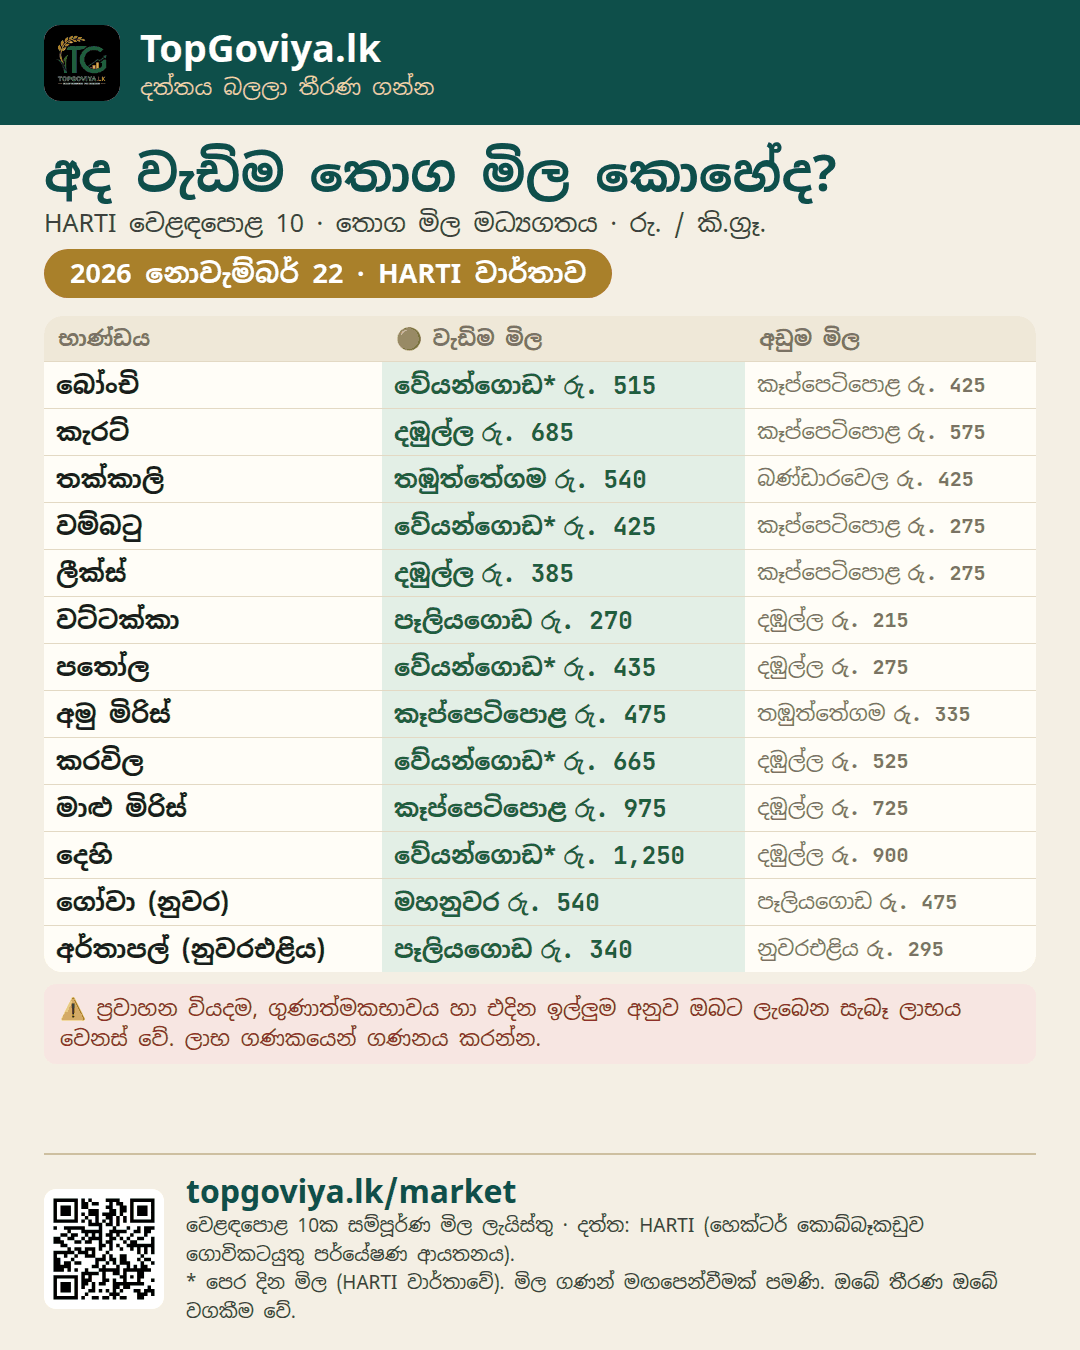 TG
TOPGOVIYA.LK
TopGoviya.lk
දත්තය බලලා තීරණ ගන්න
අද වැඩිම තොග මිල කොහේද?
HARTI වෙළඳපොළ 10 · තොග මිල මධ්‍යගතය · රු. / කි.ග්‍රෑ.
2026 නොවැම්බර් 22 · HARTI වාර්තාව
භාණ්ඩය වැඩිම මිල අඩුම මිල
බෝංචි වේයන්ගොඩ* රු. 515 කැප්පෙටිපොළ රු. 425
කැරට් දඹුල්ල රු. 685 කැප්පෙටිපොළ රු. 575
තක්කාලි තඹුත්තේගම රු. 540 බණ්ඩාරවෙල රු. 425
වම්බටු වේයන්ගොඩ* රු. 425 කැප්පෙටිපොළ රු. 275
ලීක්ස් දඹුල්ල රු. 385 කැප්පෙටිපොළ රු. 275
වට්ටක්කා පෑලියගොඩ රු. 270 දඹුල්ල රු. 215
පතෝල වේයන්ගොඩ* රු. 435 දඹුල්ල රු. 275
අමු මිරිස් කැප්පෙටිපොළ රු. 475 තඹුත්තේගම රු. 335
කරවිල වේයන්ගොඩ* රු. 665 දඹුල්ල රු. 525
මාළු මිරිස් කැප්පෙටිපොළ රු. 975 දඹුල්ල රු. 725
දෙහි වේයන්ගොඩ* රු. 1,250 දඹුල්ල රු. 900
ගෝවා (නුවර) මහනුවර රු. 540 පෑලියගොඩ රු. 475
අර්තාපල් (නුවරඑළිය) පෑලියගොඩ රු. 340 නුවරඑළිය රු. 295
⚠️ ප්‍රවාහන වියදම, ගුණාත්මකභාවය හා එදින ඉල්ලුම අනුව ඔබට ලැබෙන සැබෑ ලාභය
වෙනස් වේ. ලාභ ගණකයෙන් ගණනය කරන්න.
topgoviya.lk/market
වෙළඳපොළ 10ක සම්පූර්ණ මිල ලැයිස්තු · දත්ත: HARTI (හෙක්ටර් කොබ්බෑකඩුව
ගොවිකටයුතු පර්යේෂණ ආයතනය).
* පෙර දින මිල (HARTI වාර්තාවේ). මිල ගණන් මඟපෙන්වීමක් පමණි. ඔබේ තීරණ ඔබේ
වගකීම වේ.